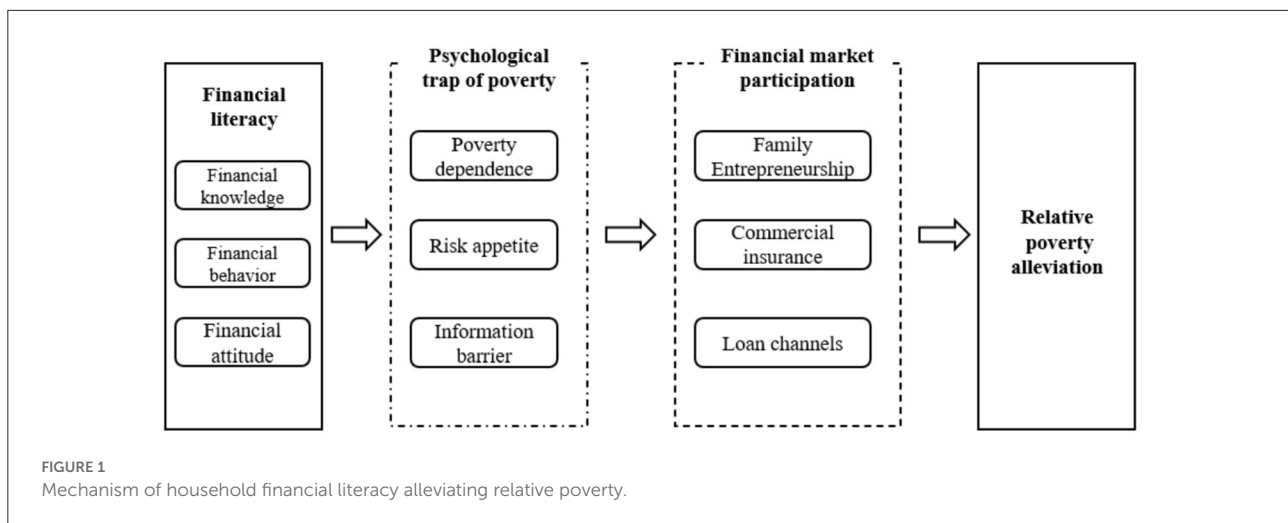 Financial
literacy
Financial
knowledge
Financial
behavior
Financial
attitude
Psychological
trap of poverty
Poverty
dependence
Risk appetite
Information
barrier
Financial market
participation
Family
Entrepreneurship
Commercial
insurance
Loan channels
Relative
poverty
alleviation
FIGURE 1
Mechanism of household financial literacy alleviating relative poverty.